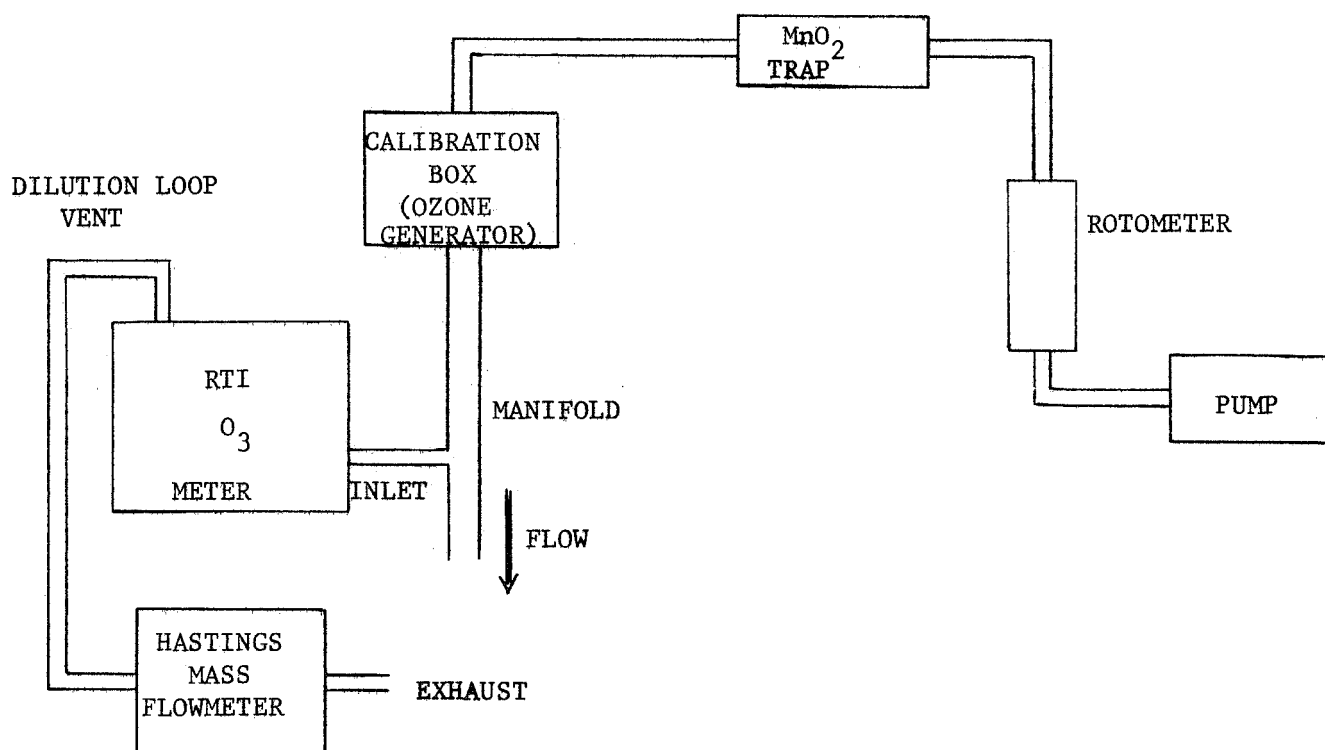 MnO2
TRAP
CALIBRATION
BOX
(OZONE
GENERATOR)
DILUTION LOOP
VENT
ROTOMETER
RTI
O3
METER
INLET
MANIFOLD
PUMP
FLOW
HASTINGS
MASS
FLOWMETER
EXHAUST